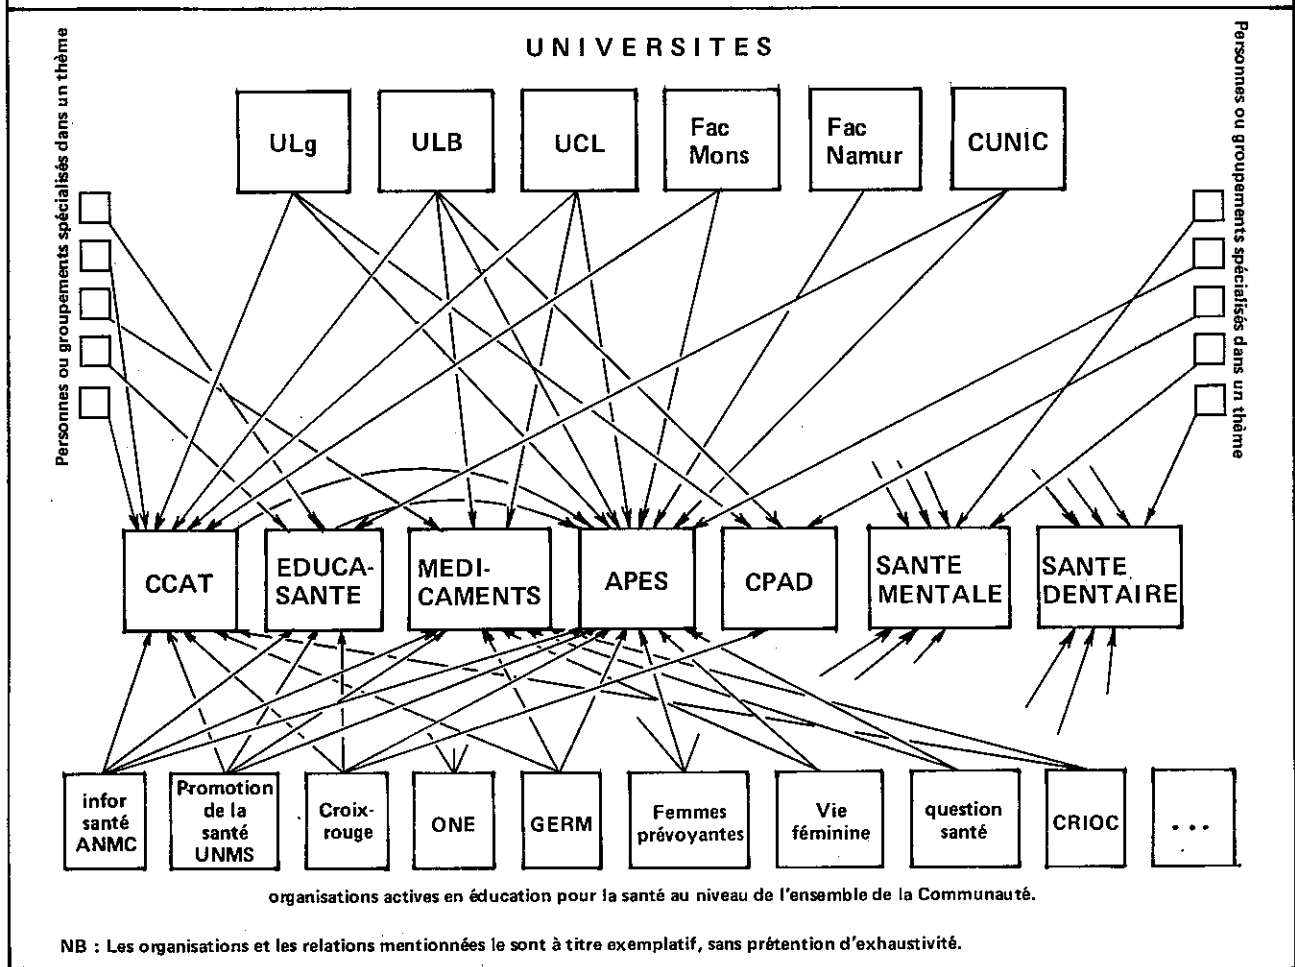 UNIVERSITES
Personnes ou groupements spécialisés dans un thème
Personnes ou groupements spécialisés dans un thème
ULg
ULB
UCL
Fac
Mons
Fac
Namur
CUNIC
CCAT
EDUCA-
SANTE
MEDI-
CAMENTS
APES
CPAD
SANTE
MENTALE
SANTE
DENTAIRE
infor
santé
ANMC
Promotion
de la
santé
UNMS
Croix-
rouge
ONE
GERM
Femmes
prévoyantes
Vie
féminine
question
santé
CRIOC
...
organisations actives en éducation pour la santé au niveau de l'ensemble de la Communauté.
NB : Les organisations et les relations mentionnées le sont à titre exemplatif, sans prétention d'exhaustivité.